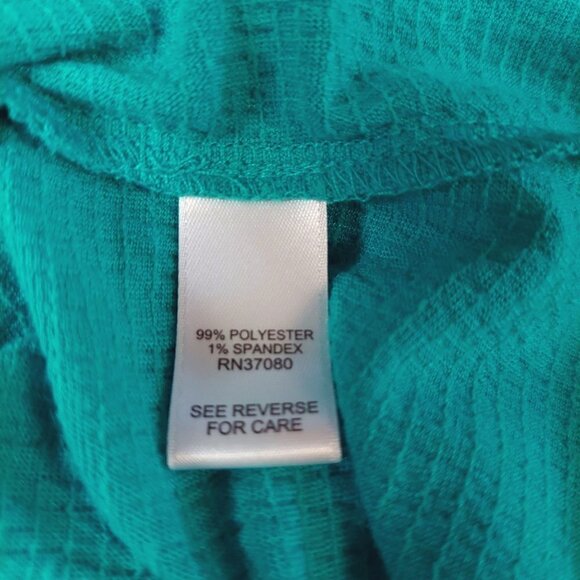 99% POLYESTER
1% SPANDEX
RN37080
SEE REVERSE
FOR CARE